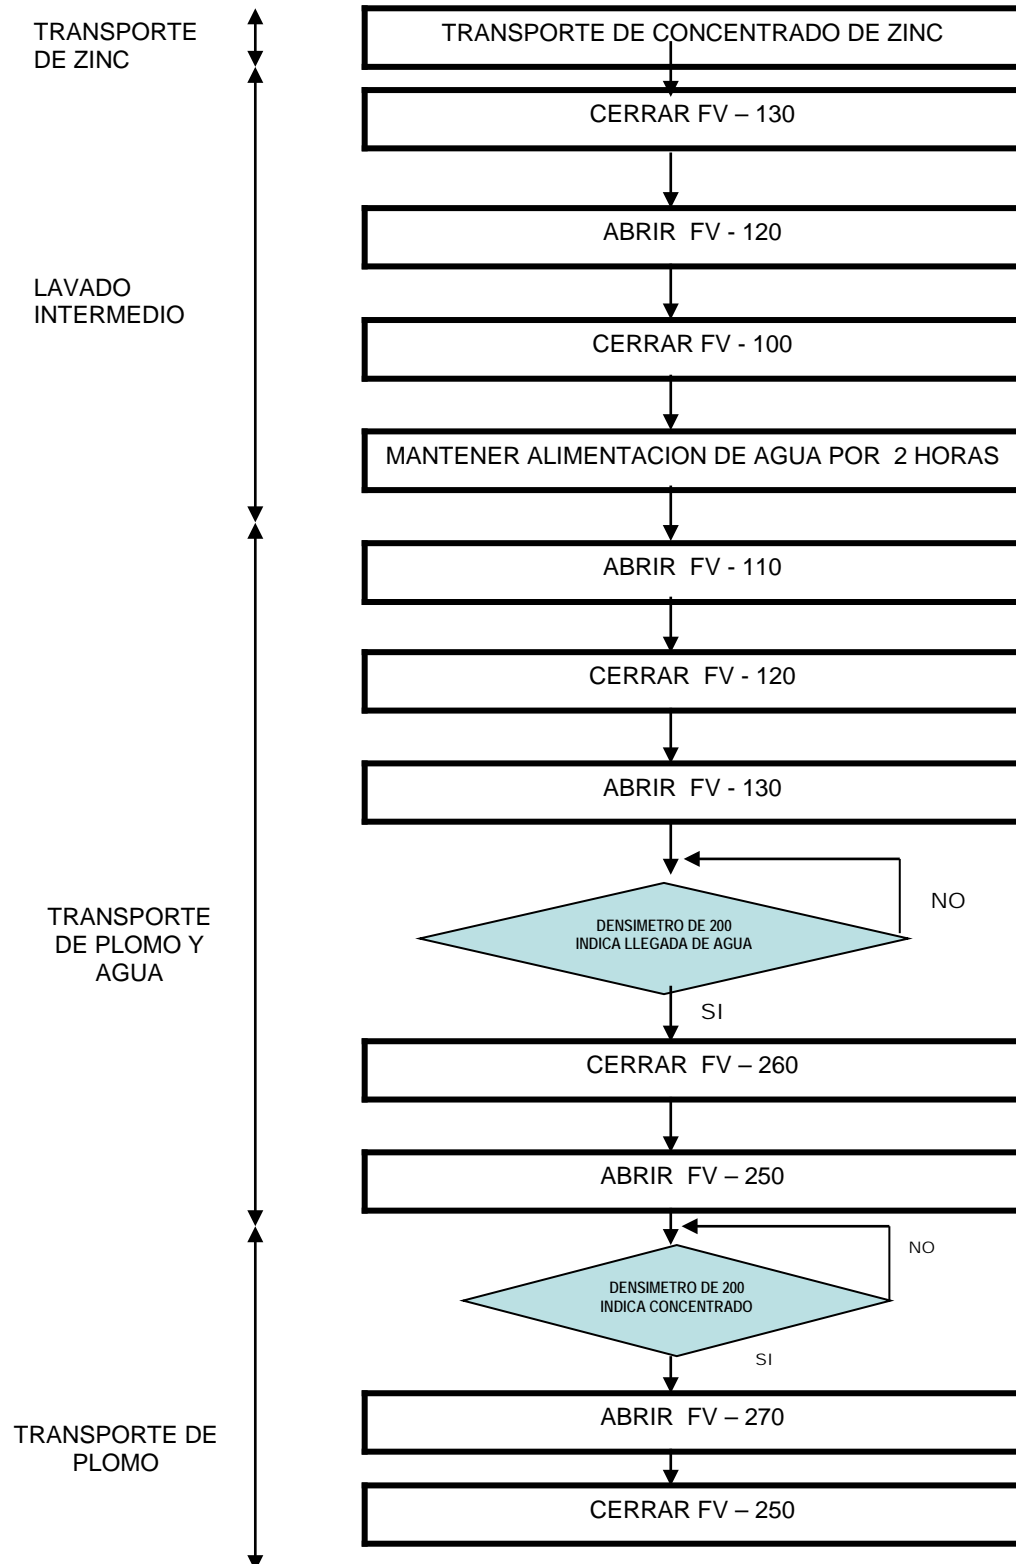 TRANSPORTE
DE ZINC
TRANSPORTE DE CONCENTRADO DE ZINC
CERRAR FV – 130
ABRIR FV - 120
LAVADO
INTERMEDIO
CERRAR FV - 100
MANTENER ALIMENTACION DE AGUA POR 2 HORAS
ABRIR FV - 110
CERRAR FV - 120
ABRIR FV - 130
TRANSPORTE
DE PLOMO Y
AGUA
DENSIMETRO DE 200
INDICA LLEGADA DE AGUA
NO
SI
CERRAR FV – 260
ABRIR FV – 250
DENSIMETRO DE 200
INDICA CONCENTRADO
NO
SI
TRANSPORTE DE
PLOMO
ABRIR FV – 270
CERRAR FV – 250